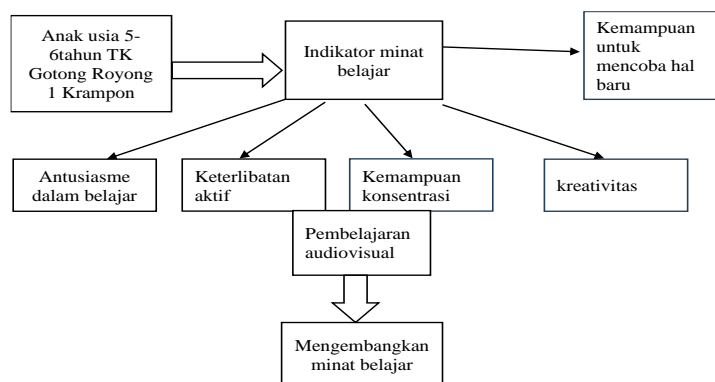 Anak usia 5-
6tahun TK
Gotong Royong
1 Krampon
Indikator minat
belajar
Kemampuan
untuk
mencoba hal
baru
Antusiasme
dalam belajar
Keterlibatan
aktif
Kemampuan
konsentrasi
kreativitas
Pembelajaran
audiovisual
Mengembangkan
minat belajar